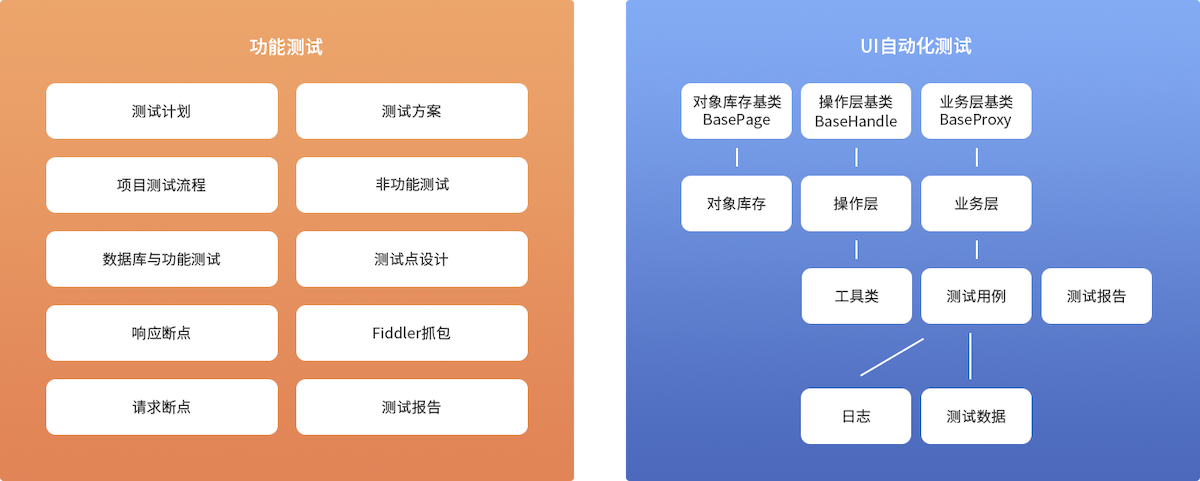 功能测试
测试计划
测试方案
项目测试流程
非功能测试
数据库与功能测试
测试点设计
响应断点
Fiddler抓包
请求断点
测试报告
UI自动化测试
对象库存基类
BasePage
操作层基类
BaseHandle
业务层基类
BaseProxy
对象库存
操作层
业务层
工具类
测试用例
测试报告
日志
测试数据